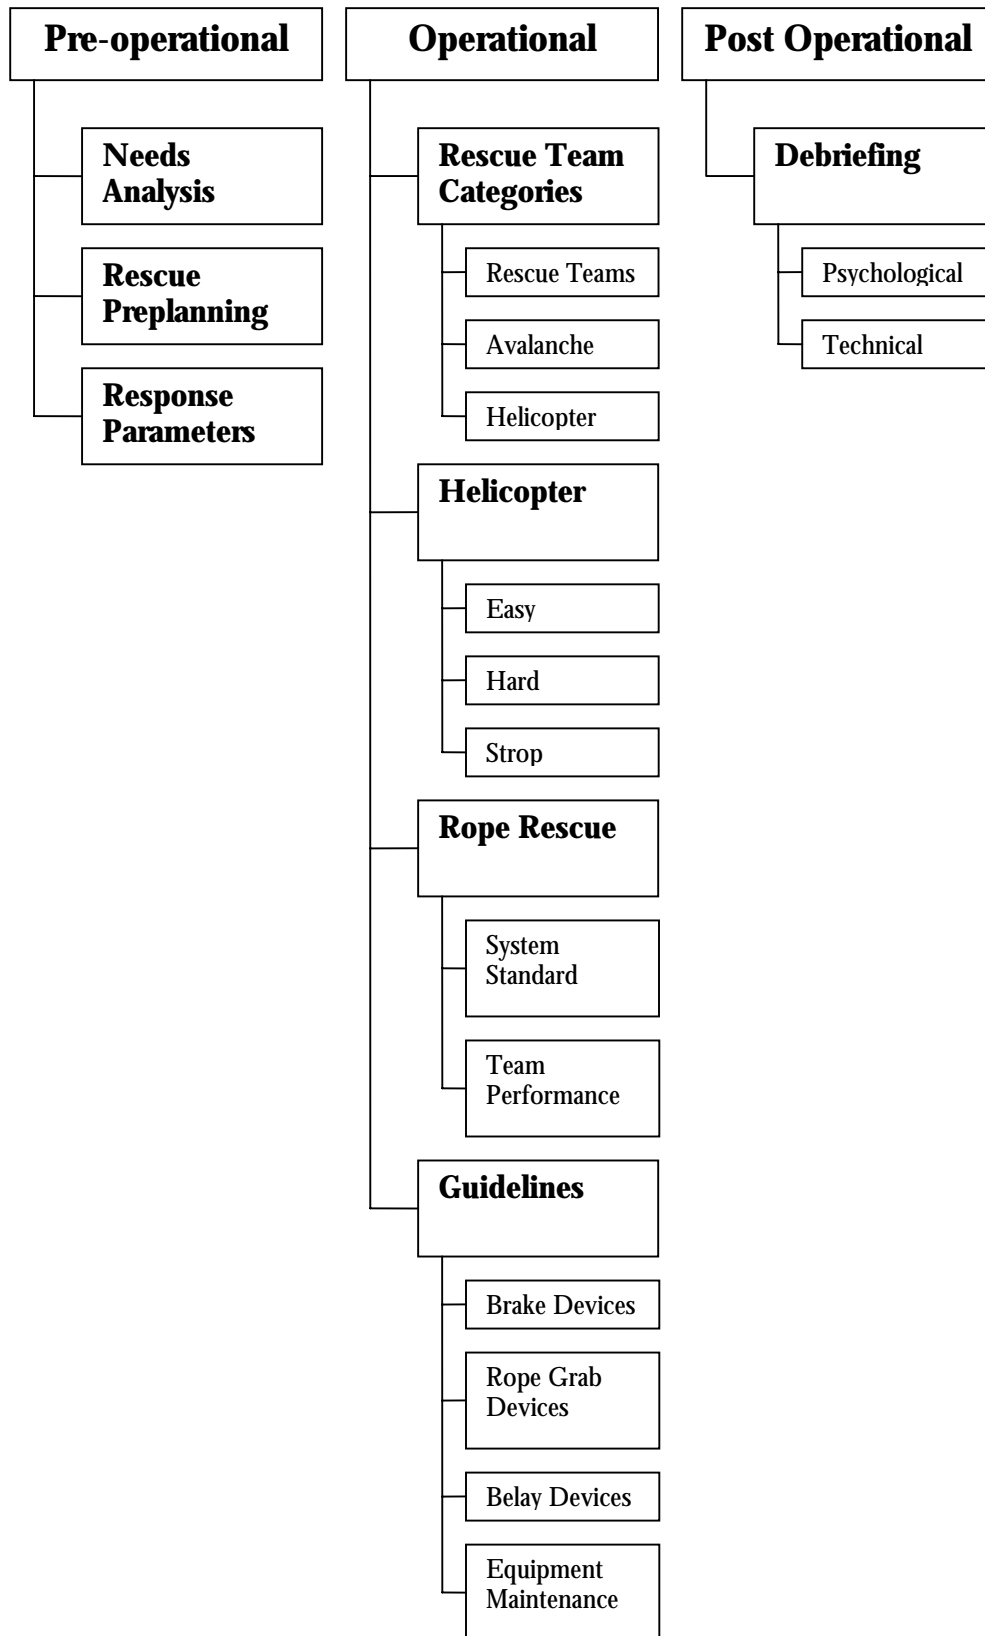 Pre-operational
Needs
Analysis
Rescue
Preplanning
Response
Parameters
Operational
Rescue Team
Categories
Rescue Teams
Avalanche
Helicopter
Helicopter
Easy
Hard
Strop
Rope Rescue
System
Standard
Team
Performance
Guidelines
Brake Devices
Rope Grab
Devices
Belay Devices
Equipment
Maintenance
Post Operational
Debriefing
Psychological
Technical